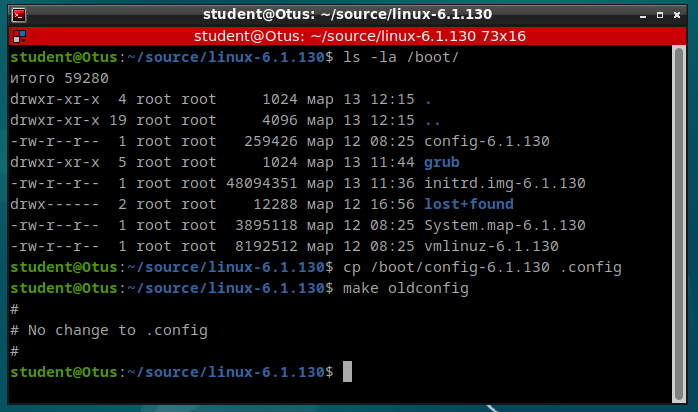 student@Otus: ~/source/linux-6.1.130
student@Otus: ~/source/linux-6.1.130 73x16
student@Otus:~/source/linux-6.1.130$ ls -la /boot/
итого 59280
drwxr-xr-x  4 root root     1024 мар 13 12:15 .
drwxr-xr-x 19 root root     4096 мар 13 12:15 ..
-rw-r--r--  1 root root   259426 мар 12 08:25 config-6.1.130
drwxr-xr-x  5 root root     1024 мар 13 11:44 grub
-rw-r--r--  1 root root 48094351 мар 13 11:36 initrd.img-6.1.130
drwx------  2 root root    12288 мар 12 16:56 lost+found
-rw-r--r--  1 root root  3895118 мар 12 08:25 System.map-6.1.130
-rw-r--r--  1 root root  8192512 мар 12 08:25 vmlinuz-6.1.130
student@Otus:~/source/linux-6.1.130$ cp /boot/config-6.1.130 .config
student@Otus:~/source/linux-6.1.130$ make oldconfig
#
# No change to .config
#
student@Otus:~/source/linux-6.1.130$